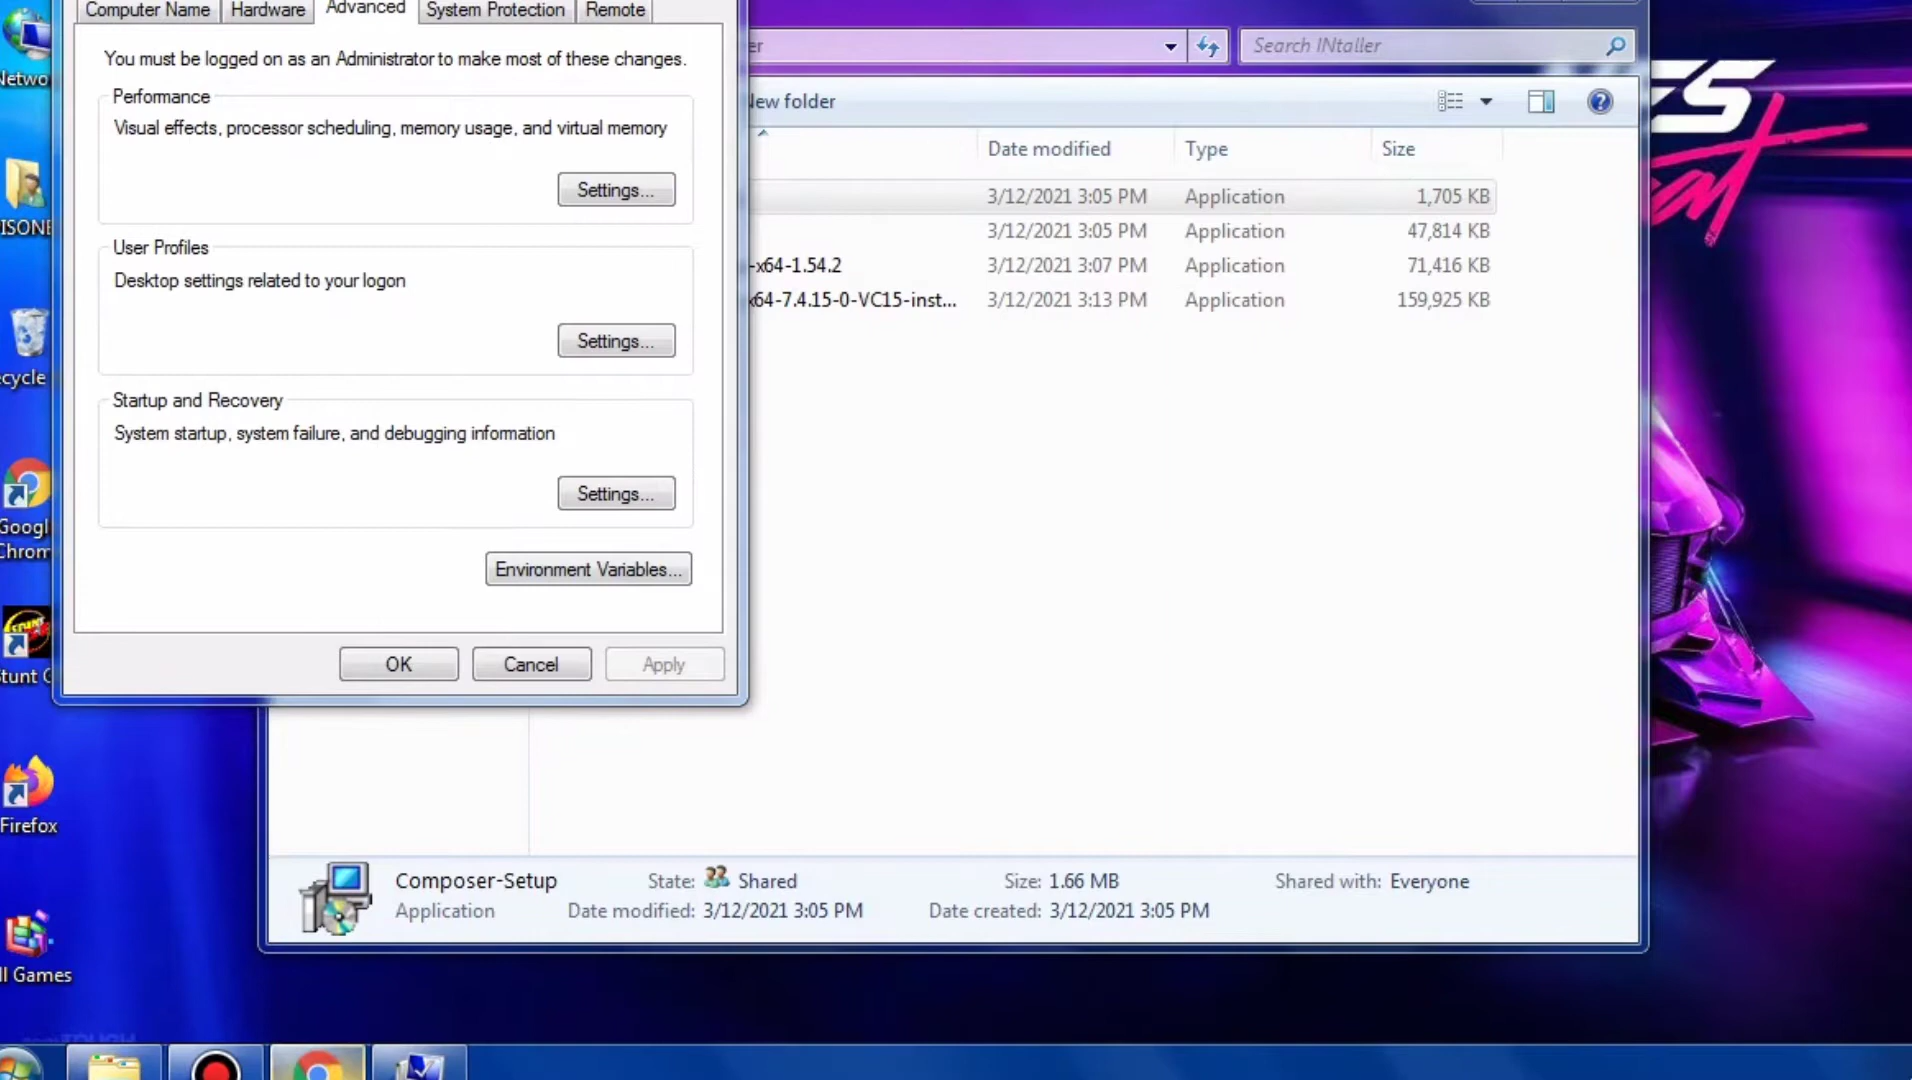 Computer Name
Hardware
Advanced
System Protection
Remote
You must be logged on as an Administrator to make most of these changes.
Performance
Visual effects, processor scheduling, memory usage, and virtual memory
Settings...
User Profiles
Desktop settings related to your logon
Settings...
Startup and Recovery
System startup, system failure, and debugging information
Settings...
Environment Variables...
OK
Cancel
Apply
er
Search INtaller
New folder
Date modified
Type
Size
3/12/2021 3:05 PM Application 1,705 KB
3/12/2021 3:05 PM Application 47,814 KB
-x64-1.54.2 3/12/2021 3:07 PM Application 71,416 KB
x64-7.4.15-0-VC15-inst... 3/12/2021 3:13 PM Application 159,925 KB
Composer-Setup
Application
State: Shared
Date modified: 3/12/2021 3:05 PM
Size: 1.66 MB
Date created: 3/12/2021 3:05 PM
Shared with: Everyone
Netwo
ISONE
ecycle
Googl
Chrom
Stunt G
Firefox
ll Games